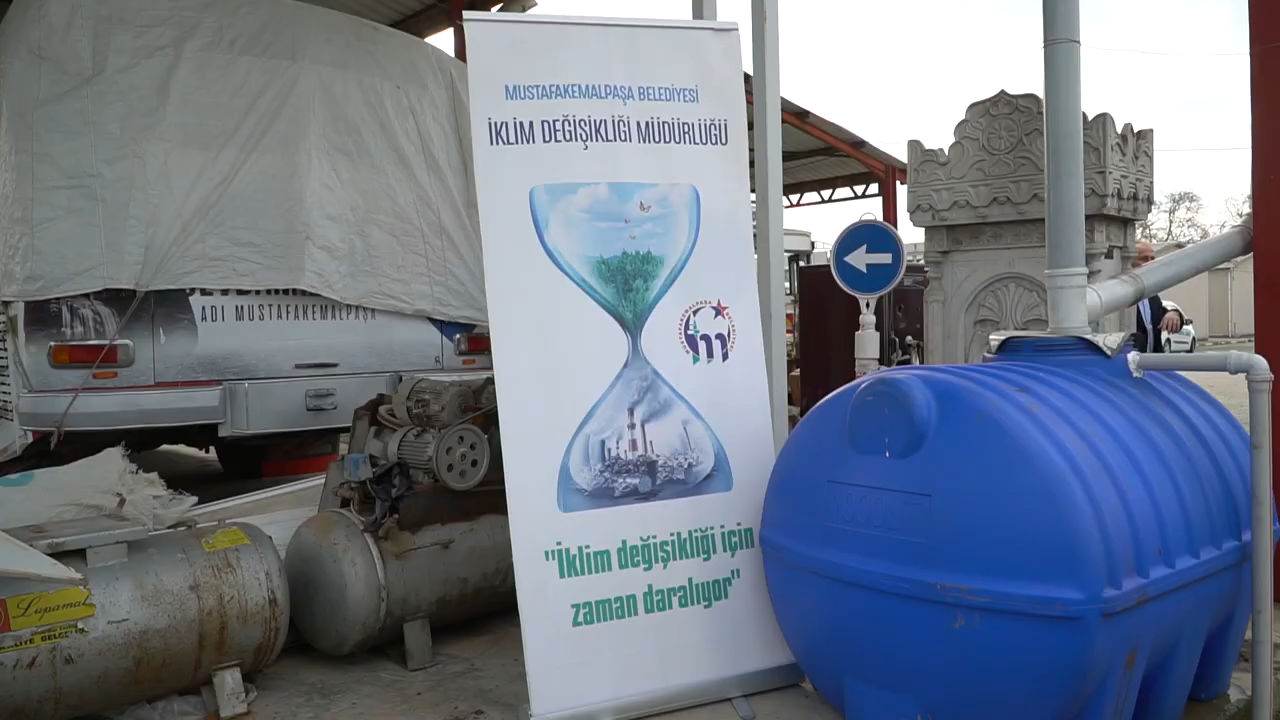 MUSTAFAKEMALPAŞA BELEDİYESİ
İKLİM DEĞİŞİKLİĞİ MÜDÜRLÜĞÜ
"İklim değişikliği için
zaman daralıyor"
ADI MUSTAFAKEMALPAŞA
Lupamat